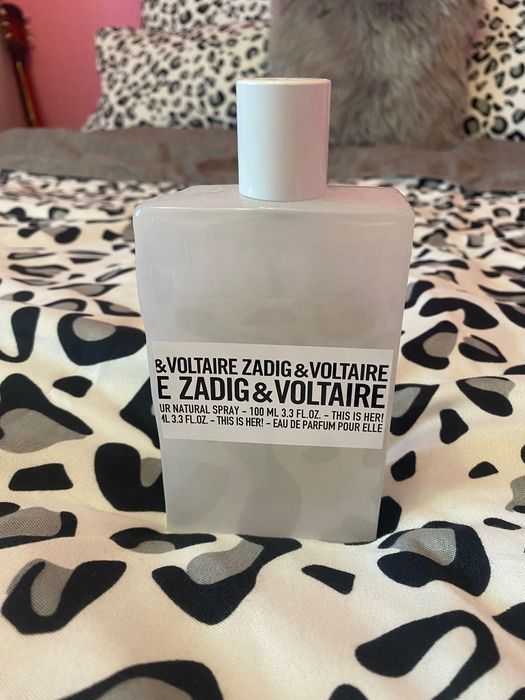 &VOLTAIRE ZADIG&VOLTAIRE
E ZADIG&VOLTAIRE
UR NATURAL SPRAY – 100 ML 3.3 FL.OZ. – THIS IS HER!
ML 3.3 FL.OZ. – THIS IS HER! – EAU DE PARFUM POUR ELLE